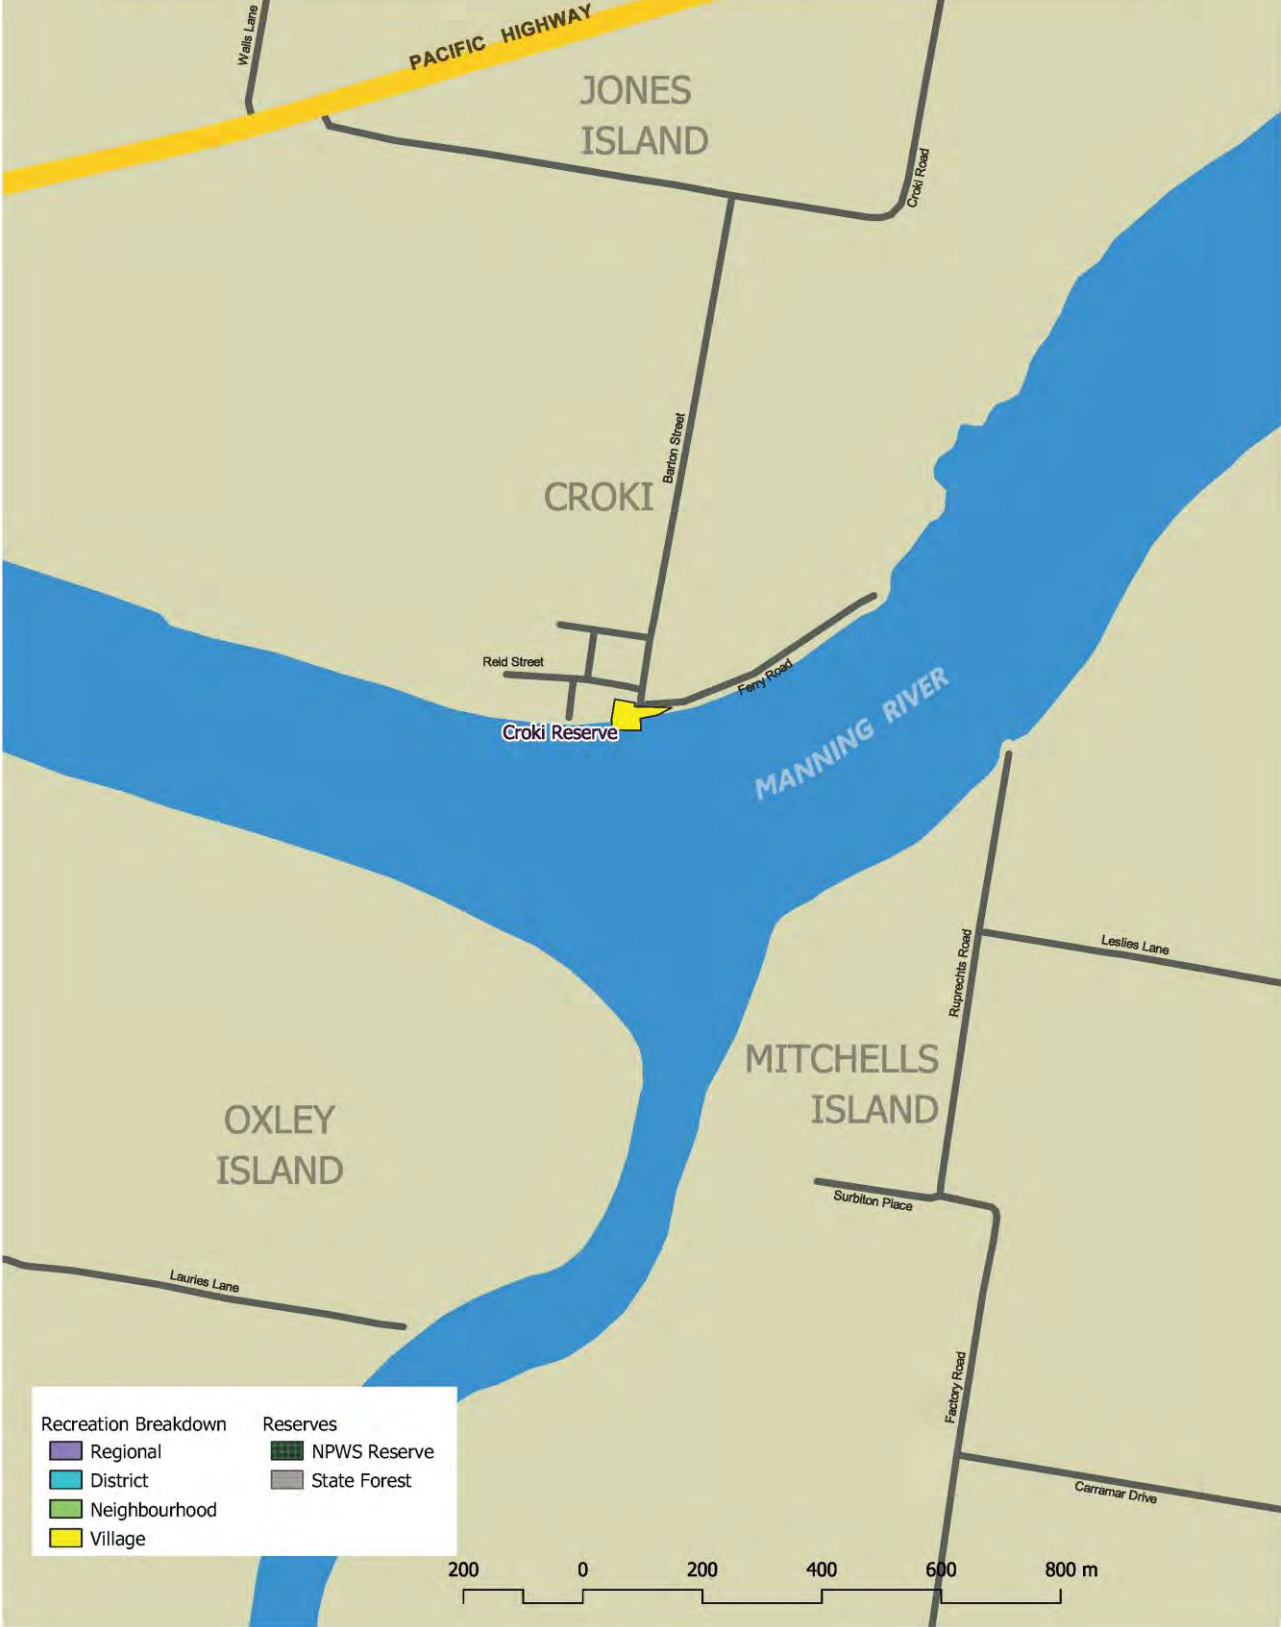 Walls Lane
PACIFIC HIGHWAY
JONES
ISLAND
Croki Road
Barton Street
CROKI
Reid Street
Ferry Road
Croki Reserve
MANNING RIVER
Ruprechts Road
Leslies Lane
MITCHELLS
ISLAND
OXLEY
ISLAND
Surbiton Place
Lauries Lane
Factory Road
Carramar Drive
Recreation Breakdown
Regional
District
Neighbourhood
Village
Reserves
NPWS Reserve
State Forest
200 0 200 400 600 800 m